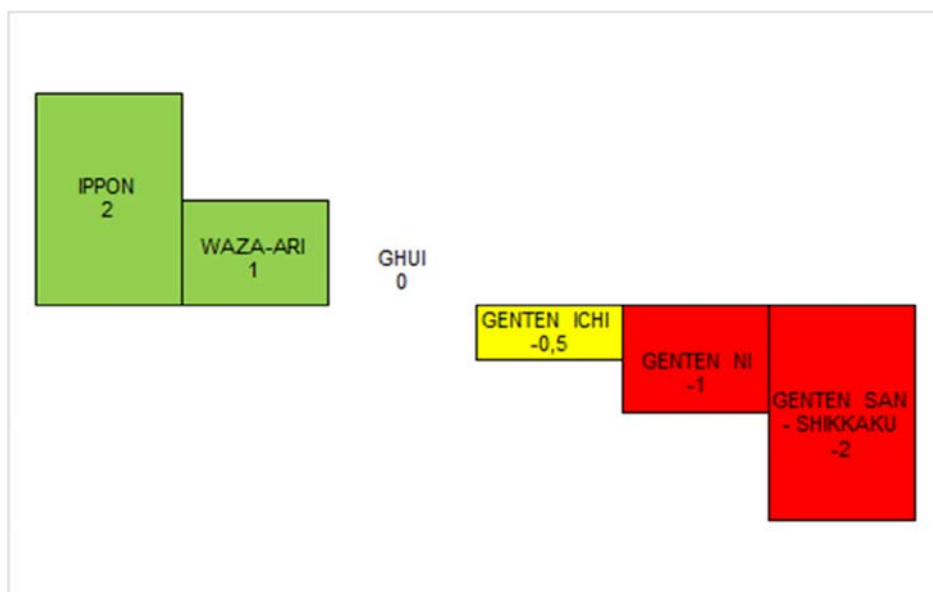 IPPON
2
WAZA-ARI
1
GHUI
0
GENTEN ICHI
-0,5
GENTEN NI
-1
GENTEN SAN
- SHIKKAKU
-2